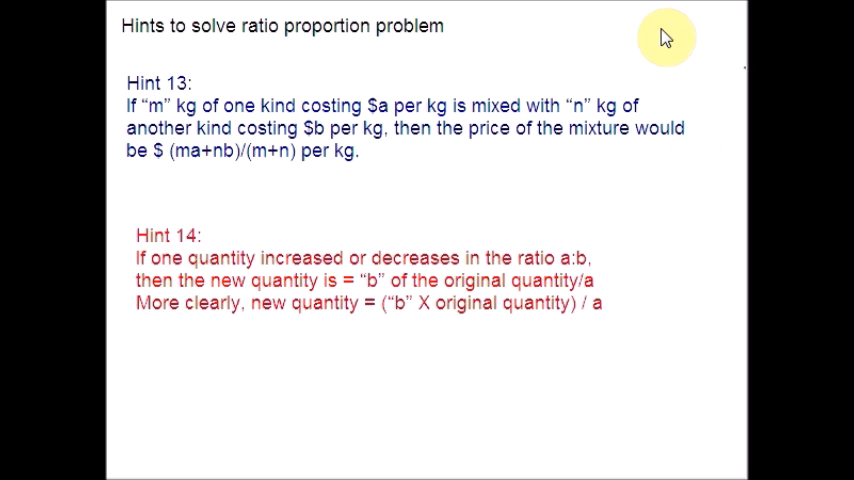 Hints to solve ratio proportion problem
Hint 13:
If “m” kg of one kind costing $a per kg is mixed with “n” kg of
another kind costing $b per kg, then the price of the mixture would
be $ (ma+nb)/(m+n) per kg.
Hint 14:
If one quantity increased or decreases in the ratio a:b,
then the new quantity is = “b” of the original quantity/a
More clearly, new quantity = (“b” X original quantity) / a